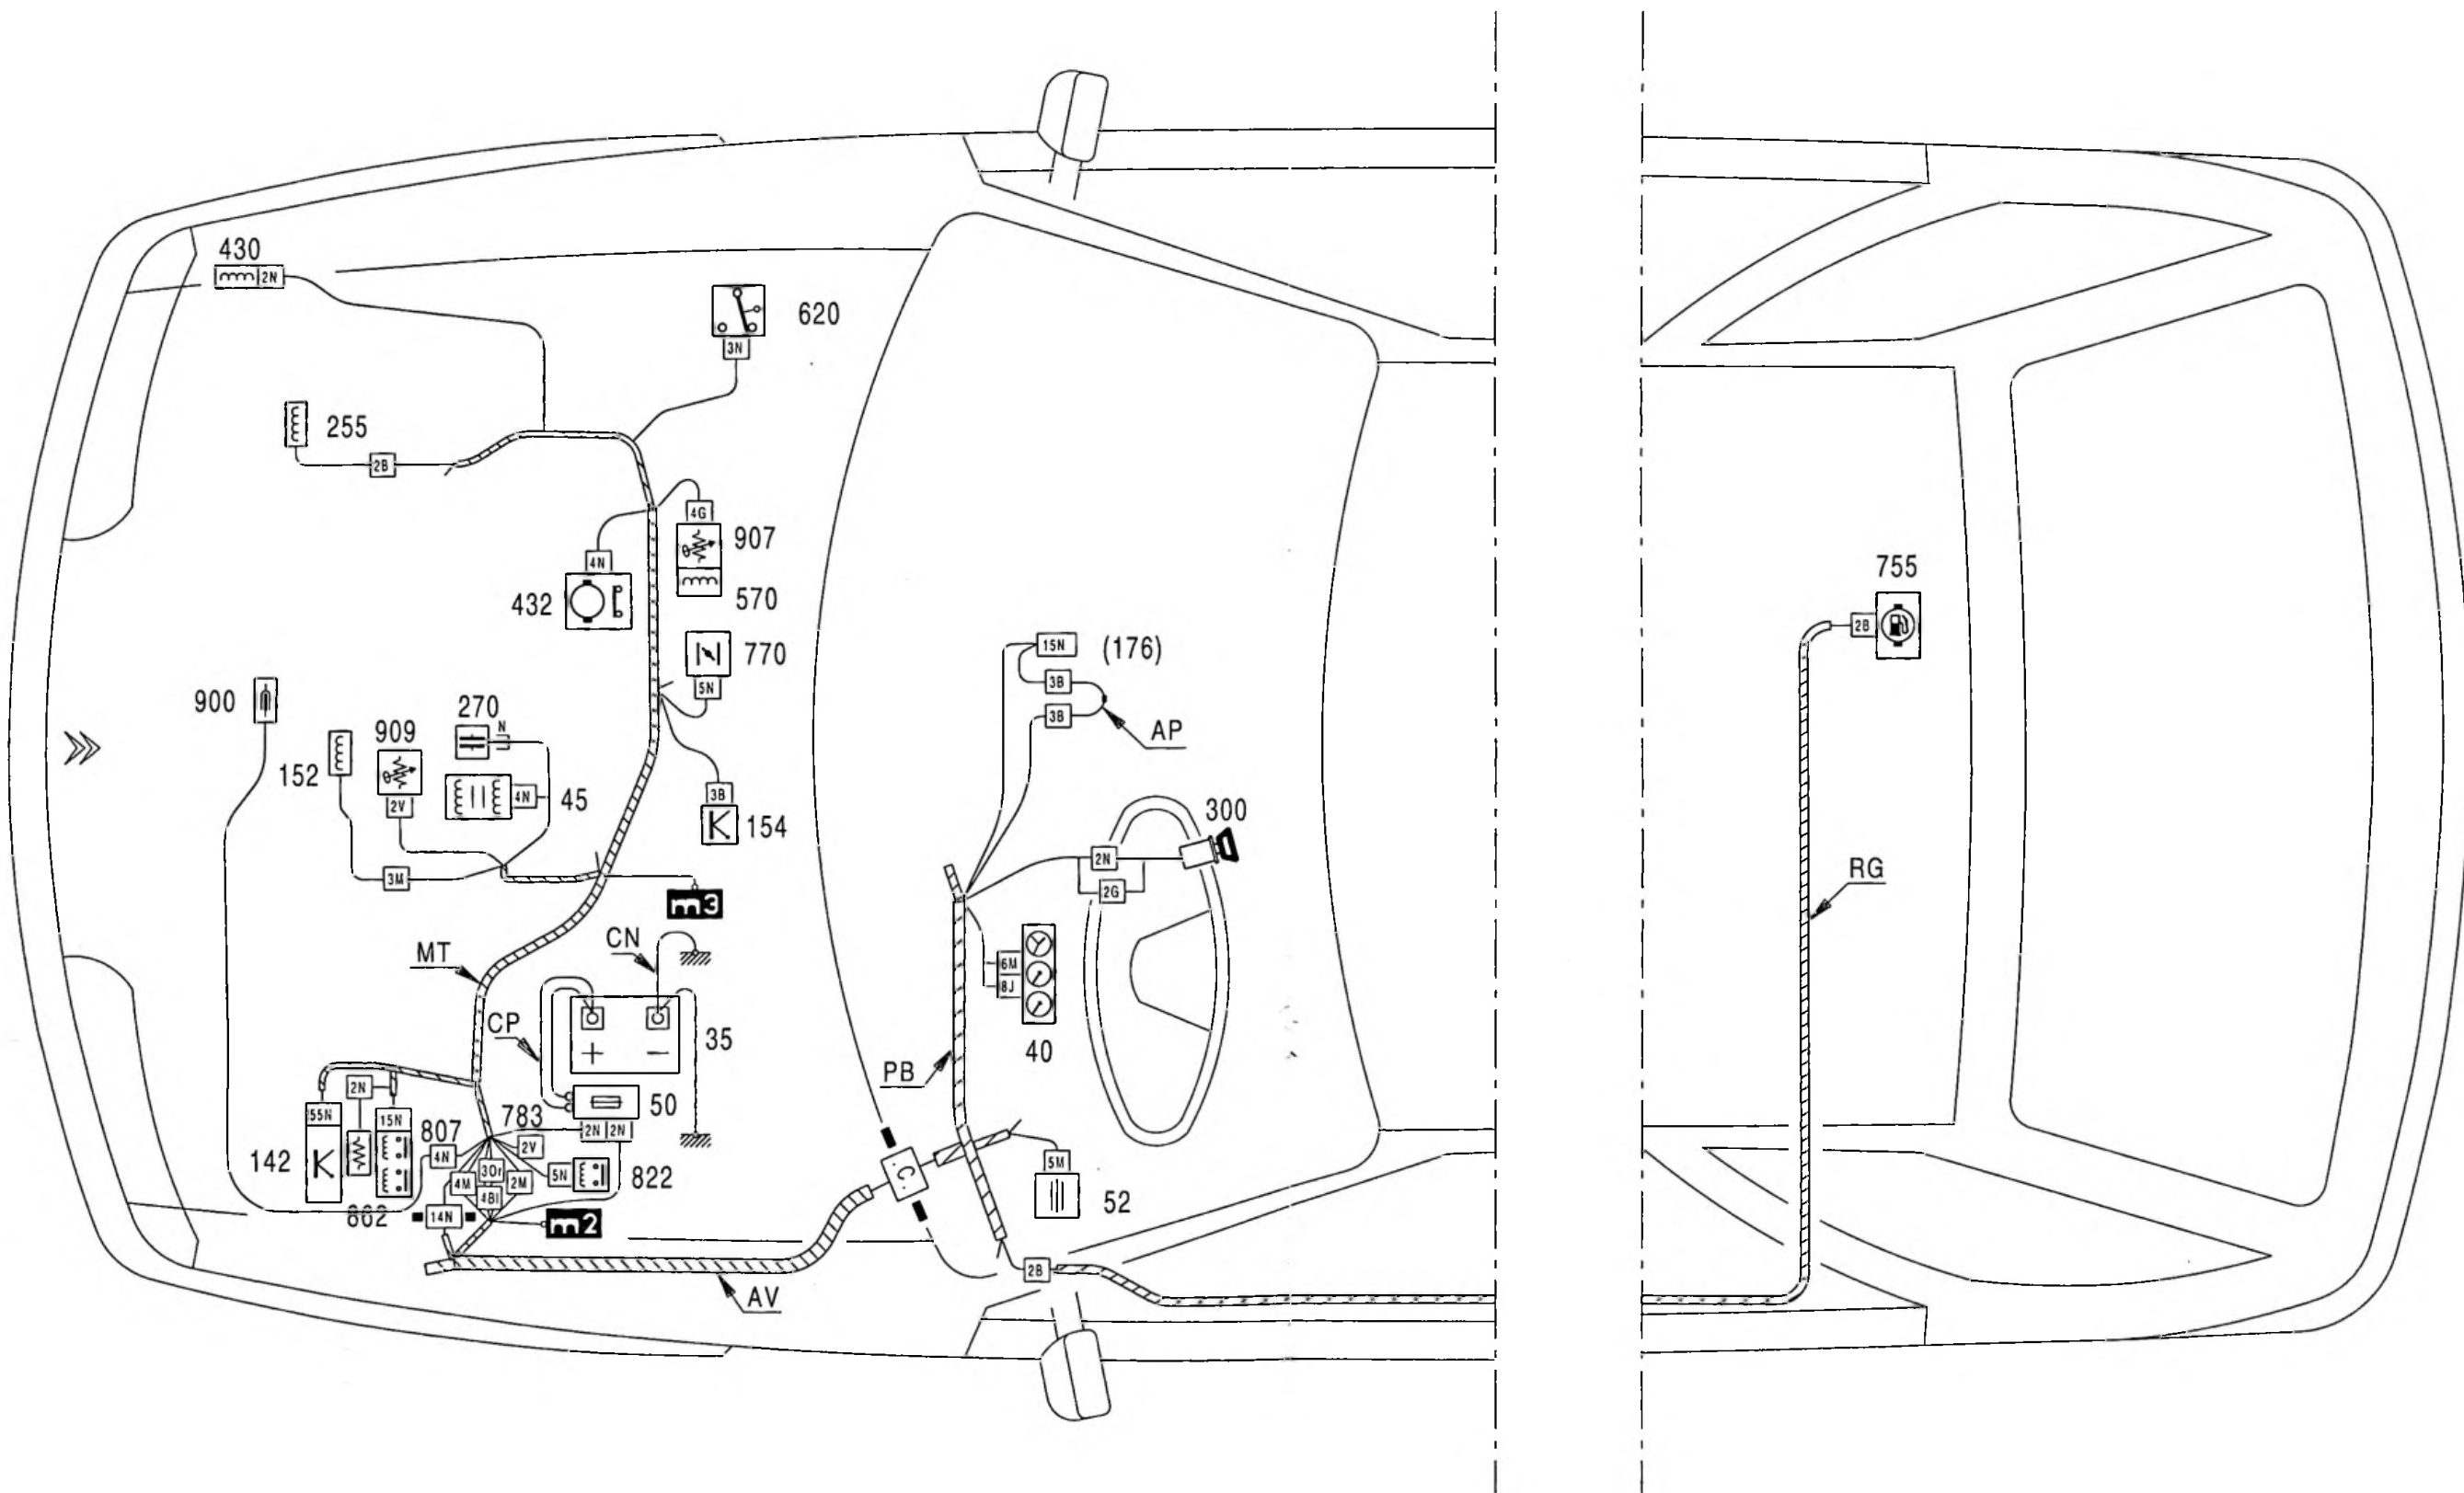 430
2N
620
3N
255
2B
4G
907
4N
432
570
755
2B
770
15N
(176)
5N
3B
900
270
N
3B
AP
909
152
2V
4N
45
3B
154
300
2N
3M
2G
RG
m3
CN
MT
6M
8J
CP
35
+
−
40
PB
2N
50
55N
783
15N
807
2N
2N
142
4N
2V
3Or
5N
822
5M
4M
2M
4Bl
.C.
52
862
14N
m2
2B
AV